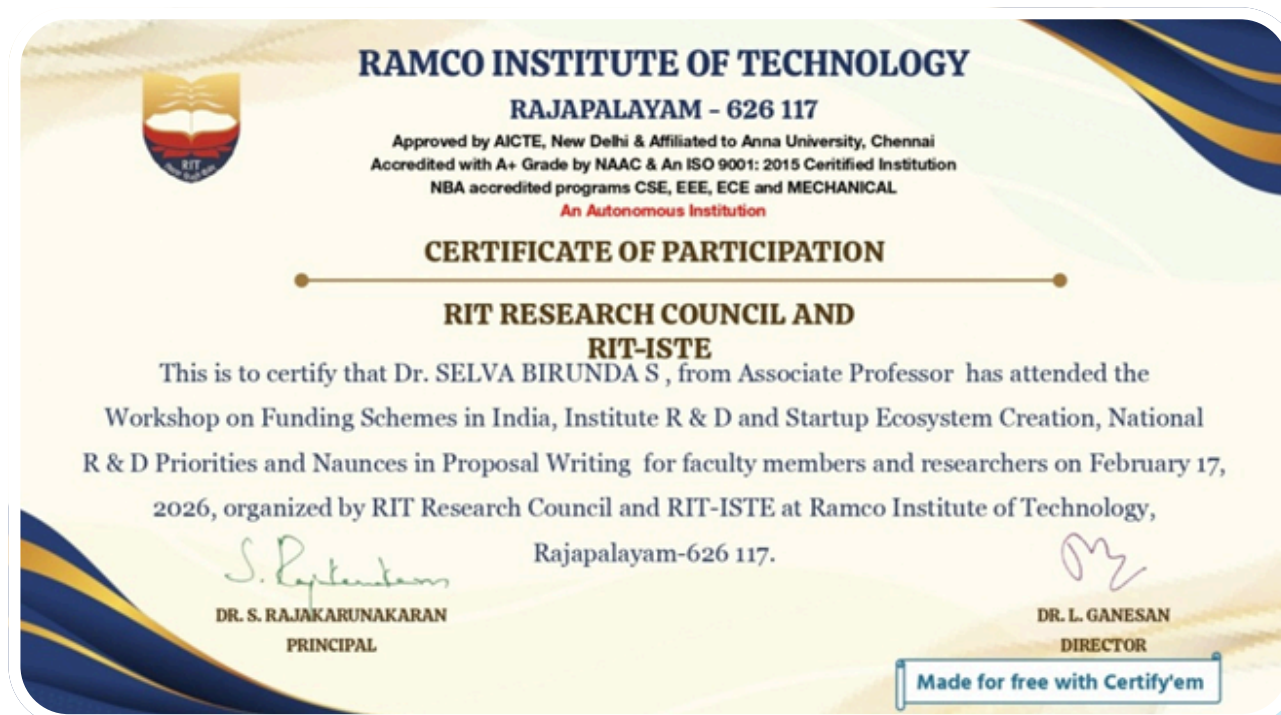 RAMCO INSTITUTE OF TECHNOLOGY
RAJAPALAYAM - 626 117
Approved by AICTE, New Delhi & Affiliated to Anna University, Chennai
Accredited with A+ Grade by NAAC & An ISO 9001: 2015 Ceritified Institution
NBA accredited programs CSE, EEE, ECE and MECHANICAL
An Autonomous Institution
RIT
CERTIFICATE OF PARTICIPATION
RIT RESEARCH COUNCIL AND
RIT-ISTE
This is to certify that Dr. SELVA BIRUNDA S , from Associate Professor has attended the
Workshop on Funding Schemes in India, Institute R & D and Startup Ecosystem Creation, National
R & D Priorities and Naunces in Proposal Writing for faculty members and researchers on February 17,
2026, organized by RIT Research Council and RIT-ISTE at Ramco Institute of Technology,
Rajapalayam-626 117.
DR. S. RAJAKARUNAKARAN
PRINCIPAL
DR. L. GANESAN
DIRECTOR
Made for free with Certify'em